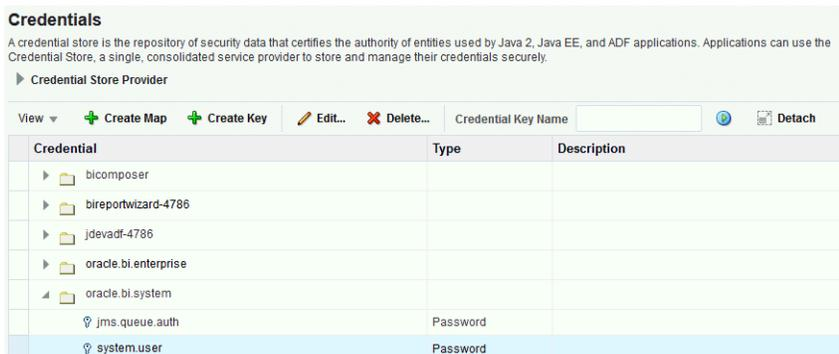 Credentials
A credential store is the repository of security data that certifies the authority of entities used by Java 2, Java EE, and ADF applications. Applications can use the
Credential Store, a single, consolidated service provider to store and manage their credentials securely.
Credential Store Provider
View Create Map Create Key Edit... Delete... Credential Key Name Detach
Credential Type Description
bicomposer
bireportwizard-4786
jdevadf-4786
oracle.bi.enterprise
oracle.bi.system
jms.queue.auth Password
system.user Password